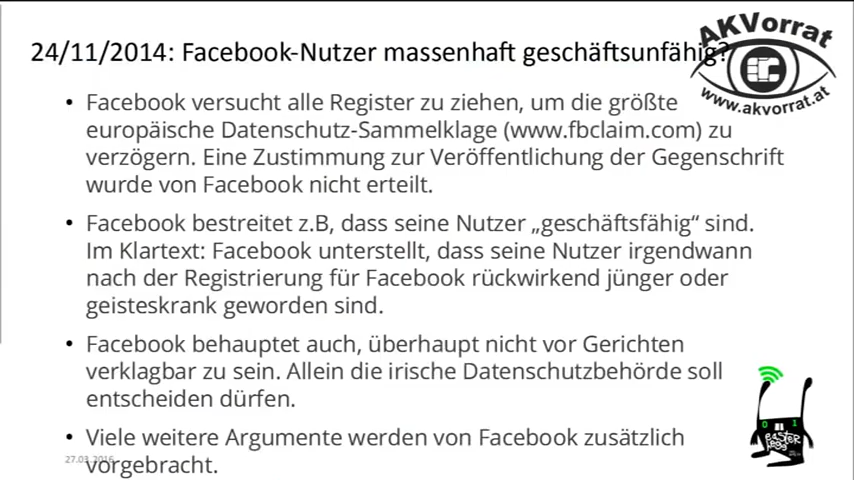 AKVorrat
24/11/2014: Facebook-Nutzer massenhaft geschäftsunfähig?
www.akvorrat.at
• Facebook versucht alle Register zu ziehen, um die größte
europäische Datenschutz-Sammelklage (www.fbclaim.com) zu
verzögern. Eine Zustimmung zur Veröffentlichung der Gegenschrift
wurde von Facebook nicht erteilt.
• Facebook bestreitet z.B, dass seine Nutzer „geschäftsfähig“ sind.
Im Klartext: Facebook unterstellt, dass seine Nutzer irgendwann
nach der Registrierung für Facebook rückwirkend jünger oder
geisteskrank geworden sind.
• Facebook behauptet auch, überhaupt nicht vor Gerichten
verklagbar zu sein. Allein die irische Datenschutzbehörde soll
entscheiden dürfen.
• Viele weitere Argumente werden von Facebook zusätzlich
vorgebracht.
27.03.2016
0 1
EASTER
hegg